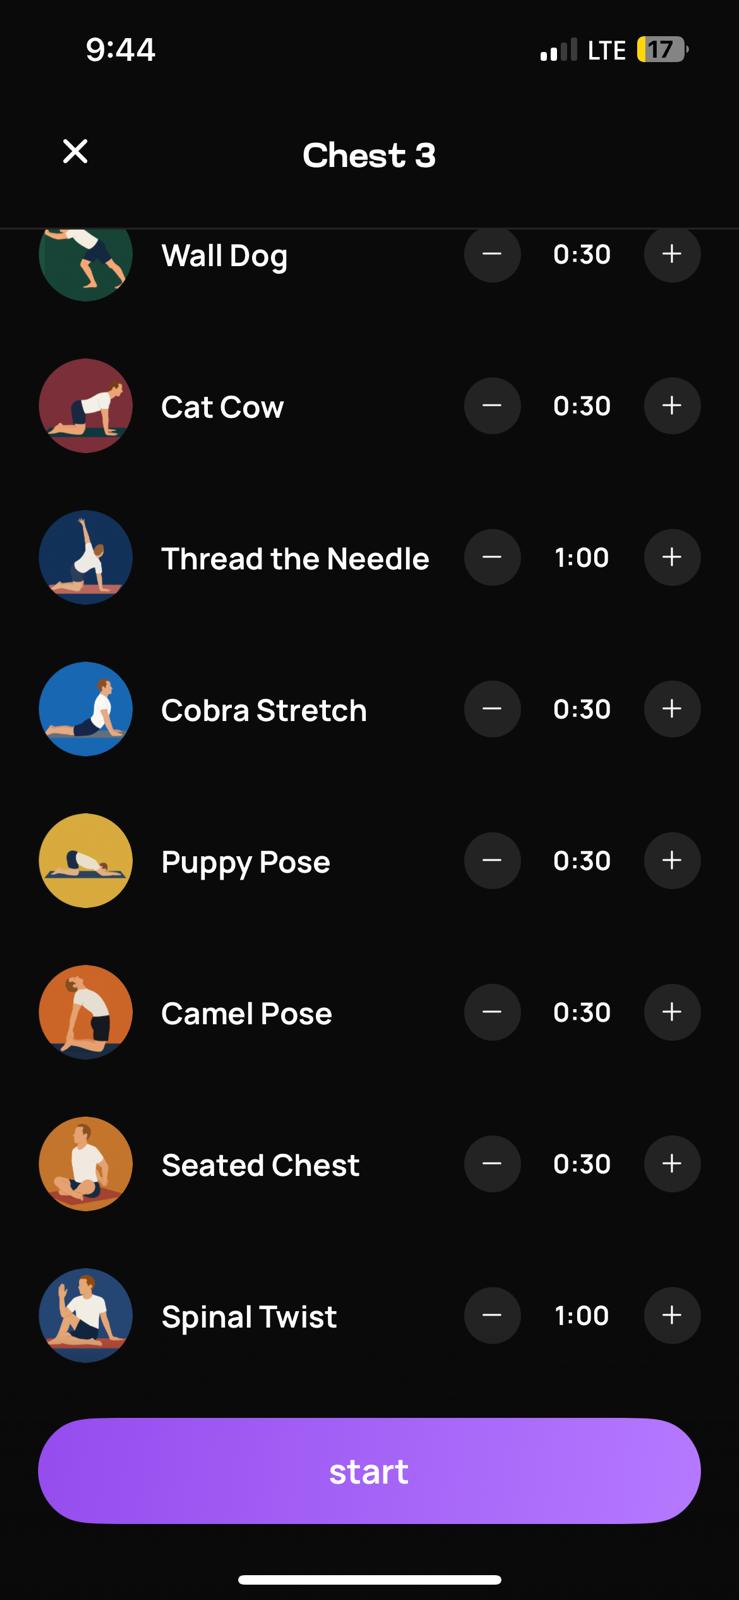 9:44 LTE 17
Chest 3
Wall Dog 0:30
Cat Cow 0:30
Thread the Needle 1:00
Cobra Stretch 0:30
Puppy Pose 0:30
Camel Pose 0:30
Seated Chest 0:30
Spinal Twist 1:00
start